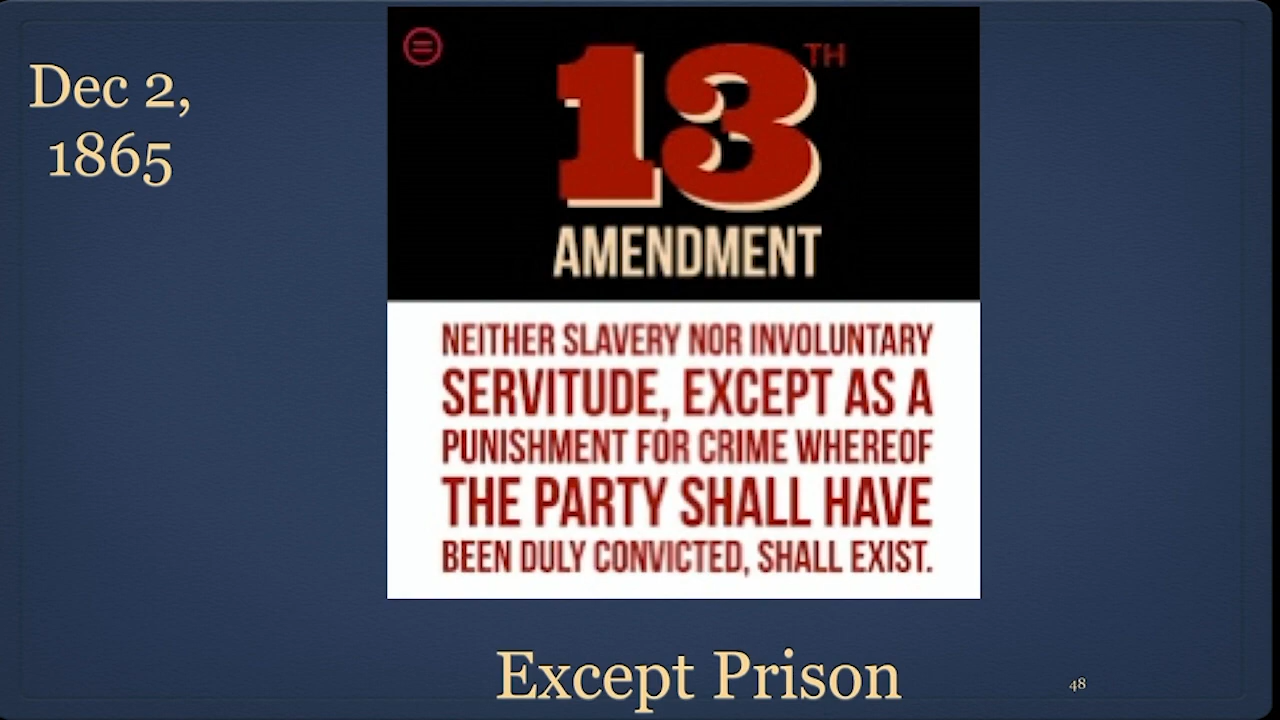 Dec 2,
1865
13TH
AMENDMENT
NEITHER SLAVERY NOR INVOLUNTARY
SERVITUDE, EXCEPT AS A
PUNISHMENT FOR CRIME WHEREOF
THE PARTY SHALL HAVE
BEEN DULY CONVICTED, SHALL EXIST.
Except Prison
48